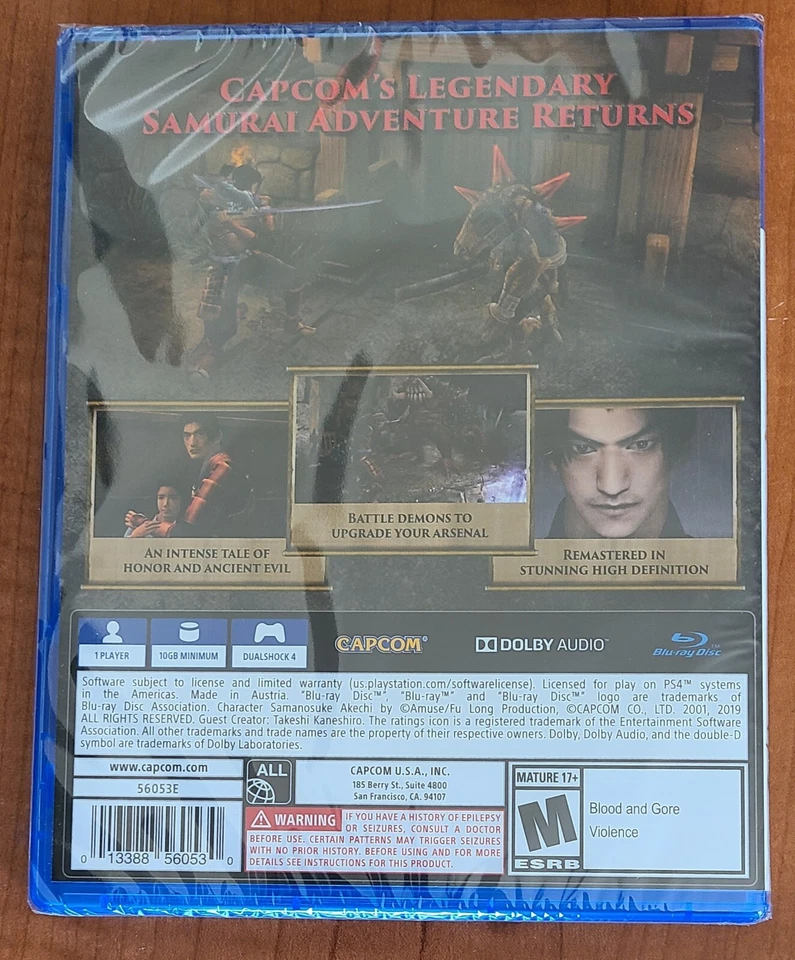 CAPCOM'S LEGENDARY
SAMURAI ADVENTURE RETURNS
BATTLE DEMONS TO
UPGRADE YOUR ARSENAL
AN INTENSE TALE OF
HONOR AND ANCIENT EVIL
REMASTERED IN
STUNNING HIGH DEFINITION
1 PLAYER
10GB MINIMUM
DUALSHOCK 4
CAPCOM®
DOLBY AUDIO™
Blu-ray Disc™
Software subject to license and limited warranty (us.playstation.com/softwarelicense). Licensed for play on PS4™ systems
in the Americas. Made in Austria. "Blu-ray Disc™", "Blu-ray™" and "Blu-ray Disc™" logo are trademarks of
Blu-ray Disc Association. Character Samanosuke Akechi by ©Amuse/Fu Long Production, ©CAPCOM CO., LTD. 2001, 2019
ALL RIGHTS RESERVED. Guest Creator: Takeshi Kaneshiro. The ratings icon is a registered trademark of the Entertainment Software
Association. All other trademarks and trade names are the property of their respective owners. Dolby, Dolby Audio, and the double-D
symbol are trademarks of Dolby Laboratories.
www.capcom.com
56053E
0 13388 56053 0
ALL
CAPCOM U.S.A., INC.
185 Berry St., Suite 4800
San Francisco, CA. 94107
WARNING IF YOU HAVE A HISTORY OF EPILEPSY
OR SEIZURES, CONSULT A DOCTOR
BEFORE USE. CERTAIN PATTERNS MAY TRIGGER SEIZURES
WITH NO PRIOR HISTORY. BEFORE USING AND FOR MORE
DETAILS SEE INSTRUCTIONS FOR THIS PRODUCT.
MATURE 17+
M
ESRB
Blood and Gore
Violence